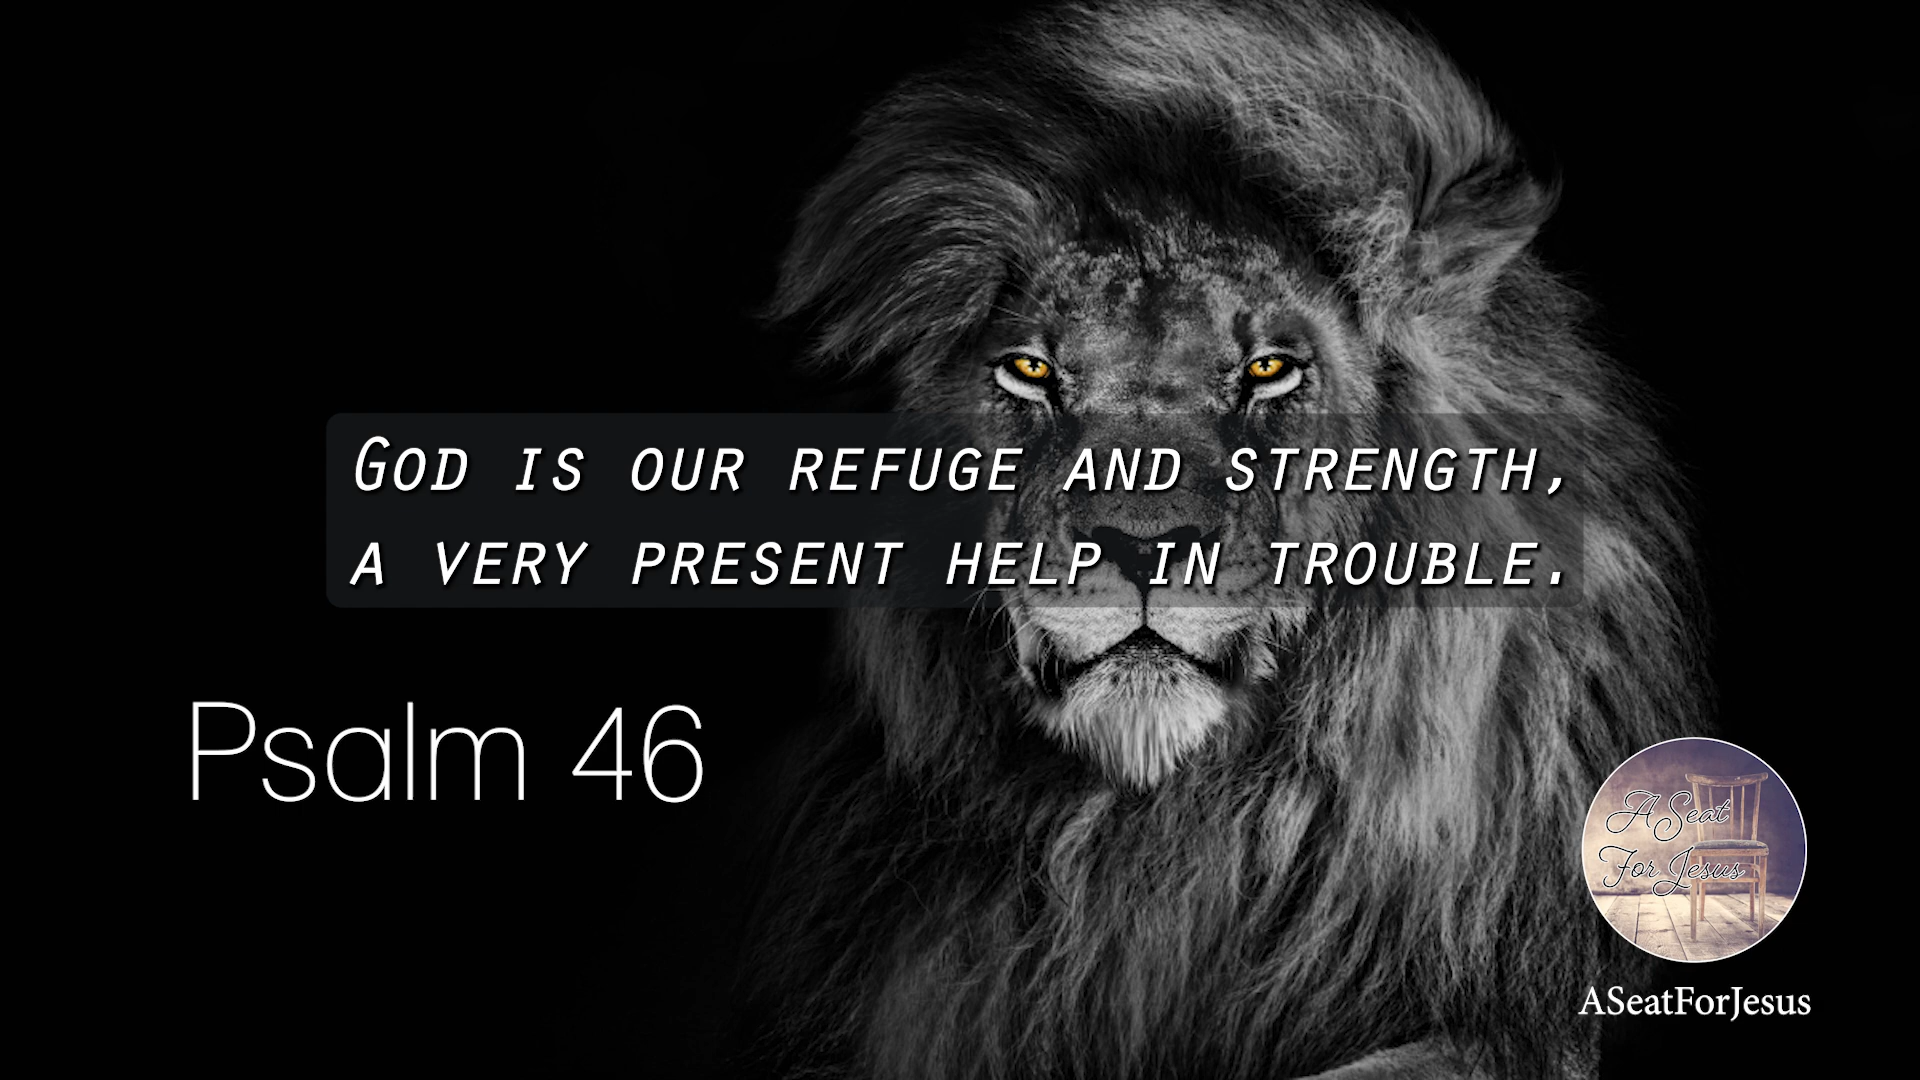 God is our refuge and strength,
a very present help in trouble.
Psalm 46
A Seat
For Jesus
ASeatForJesus